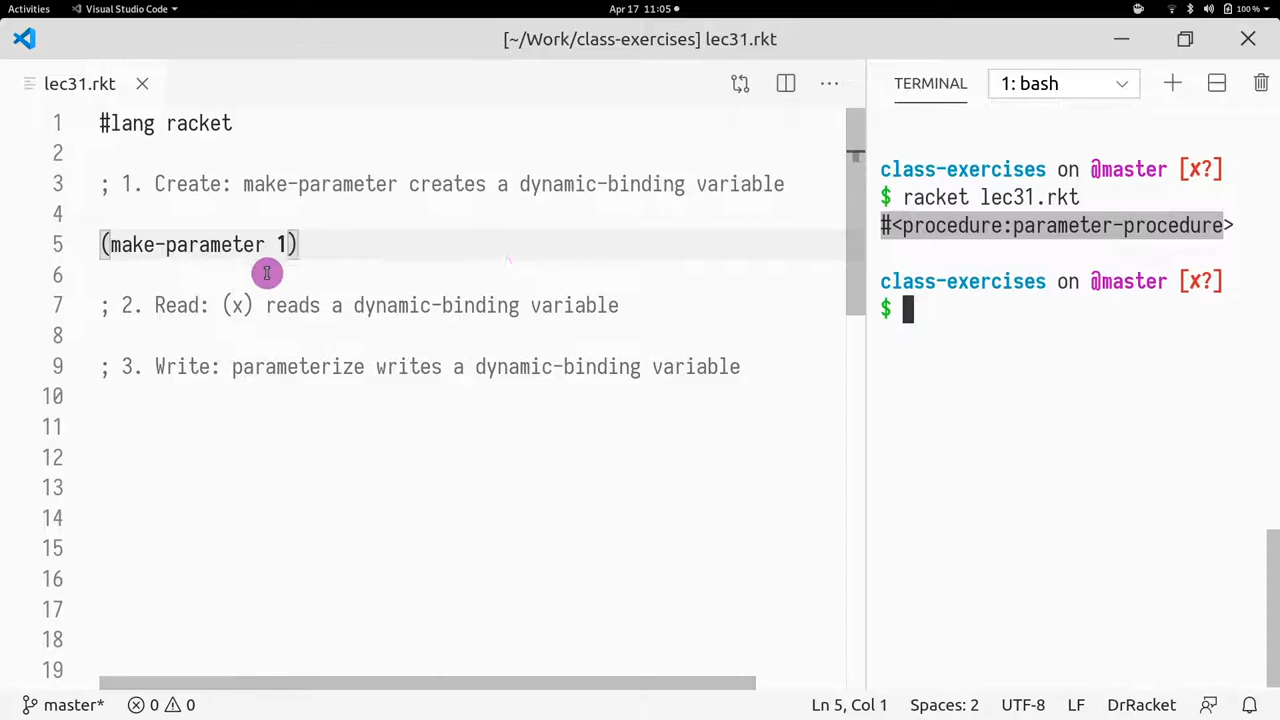 Activities
Visual Studio Code
Apr 17 11:05
100 %
[~/Work/class-exercises] lec31.rkt
lec31.rkt
TERMINAL
1: bash
1 #lang racket
2
3 ; 1. Create: make-parameter creates a dynamic-binding variable
4
5 (make-parameter 1)
6
7 ; 2. Read: (x) reads a dynamic-binding variable
8
9 ; 3. Write: parameterize writes a dynamic-binding variable
10
11
12
13
14
15
16
17
18
19
class-exercises on @master [✘?]
$ racket lec31.rkt
#<procedure:parameter-procedure>
class-exercises on @master [✘?]
$
master*
0
0
Ln 5, Col 1
Spaces: 2
UTF-8
LF
DrRacket